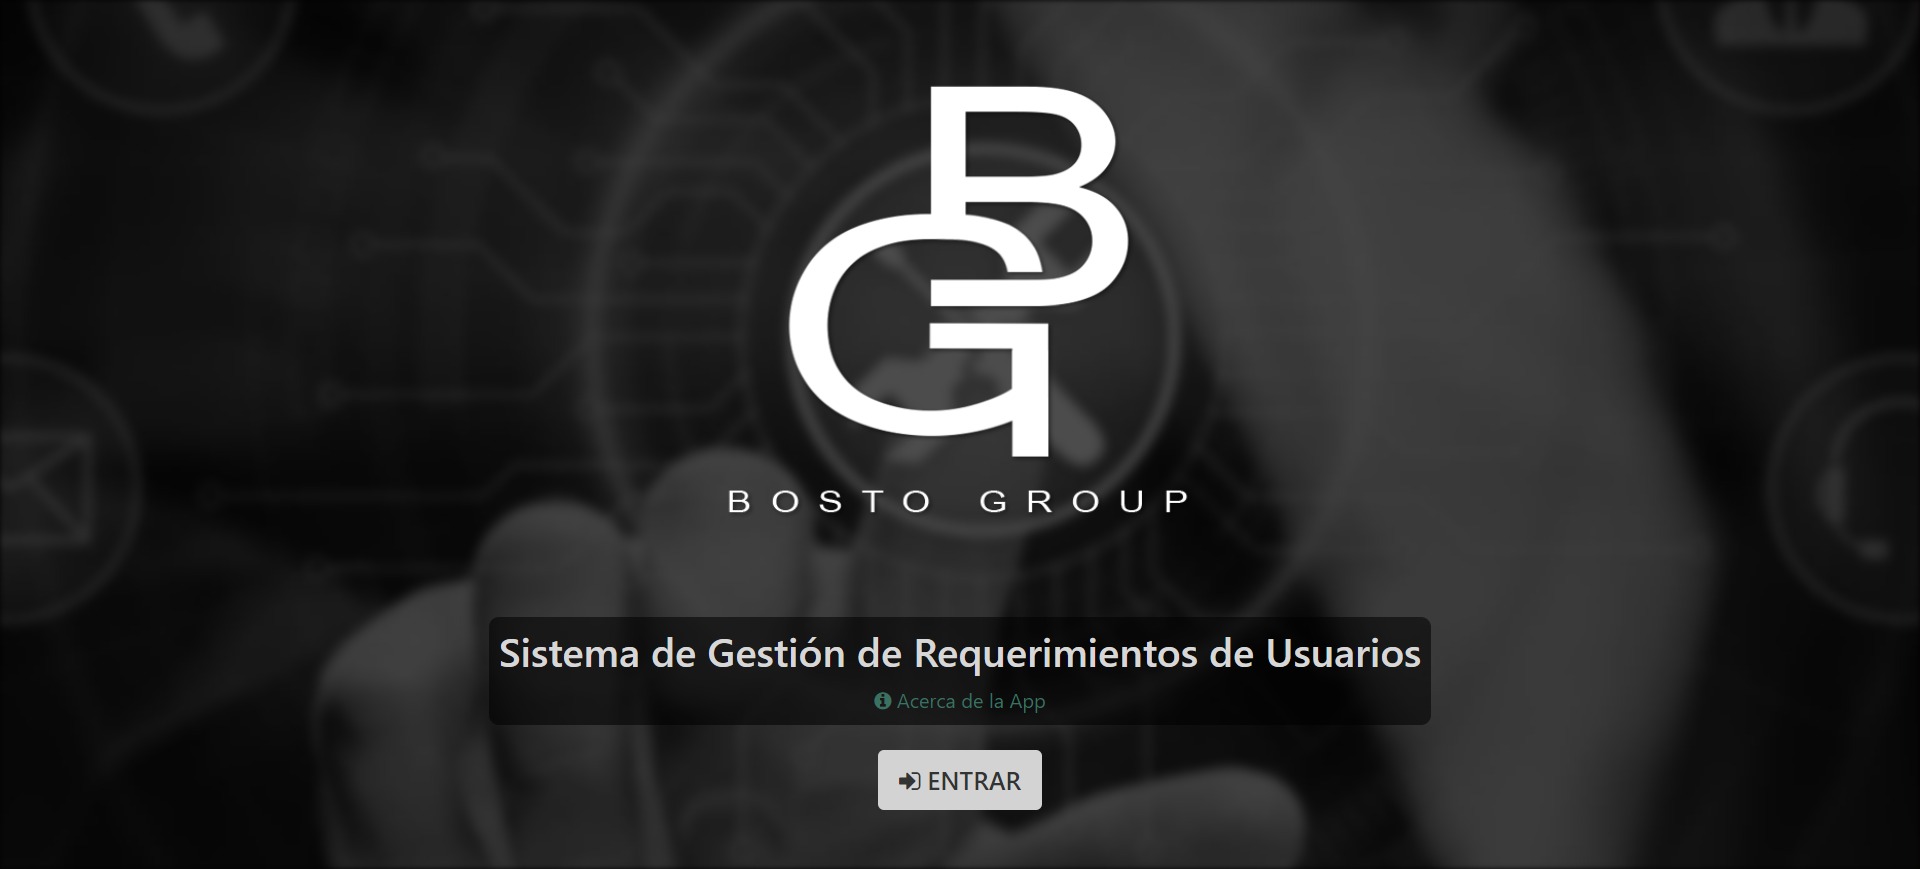 BG
BOSTO GROUP
Sistema de Gestión de Requerimientos de Usuarios
Acerca de la App
ENTRAR